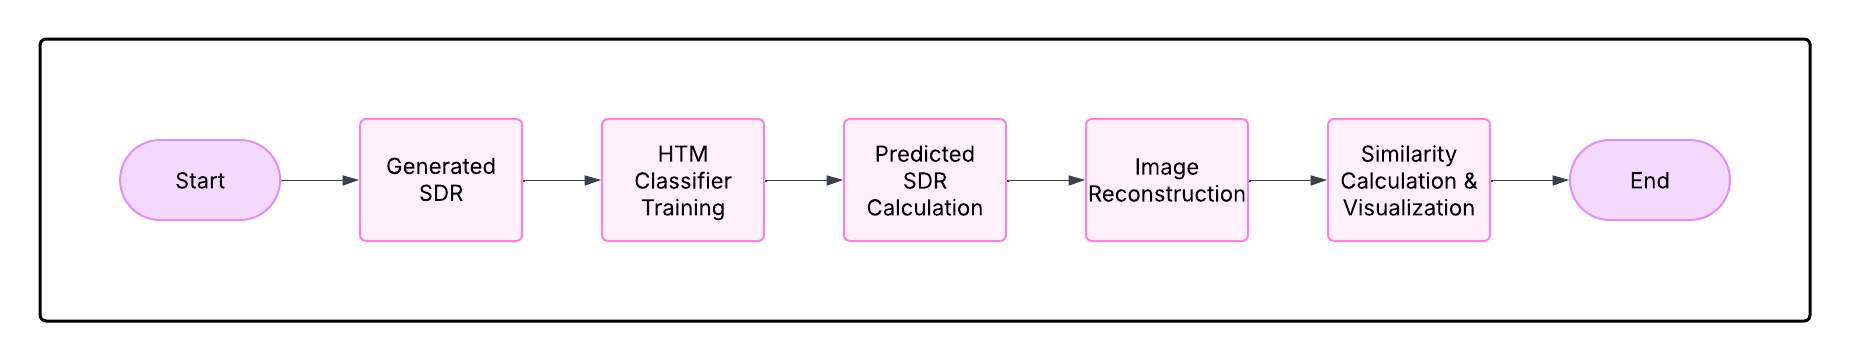 Start
Generated
SDR
HTM
Classifier
Training
Predicted
SDR
Calculation
Image
Reconstruction
Similarity
Calculation &
Visualization
End